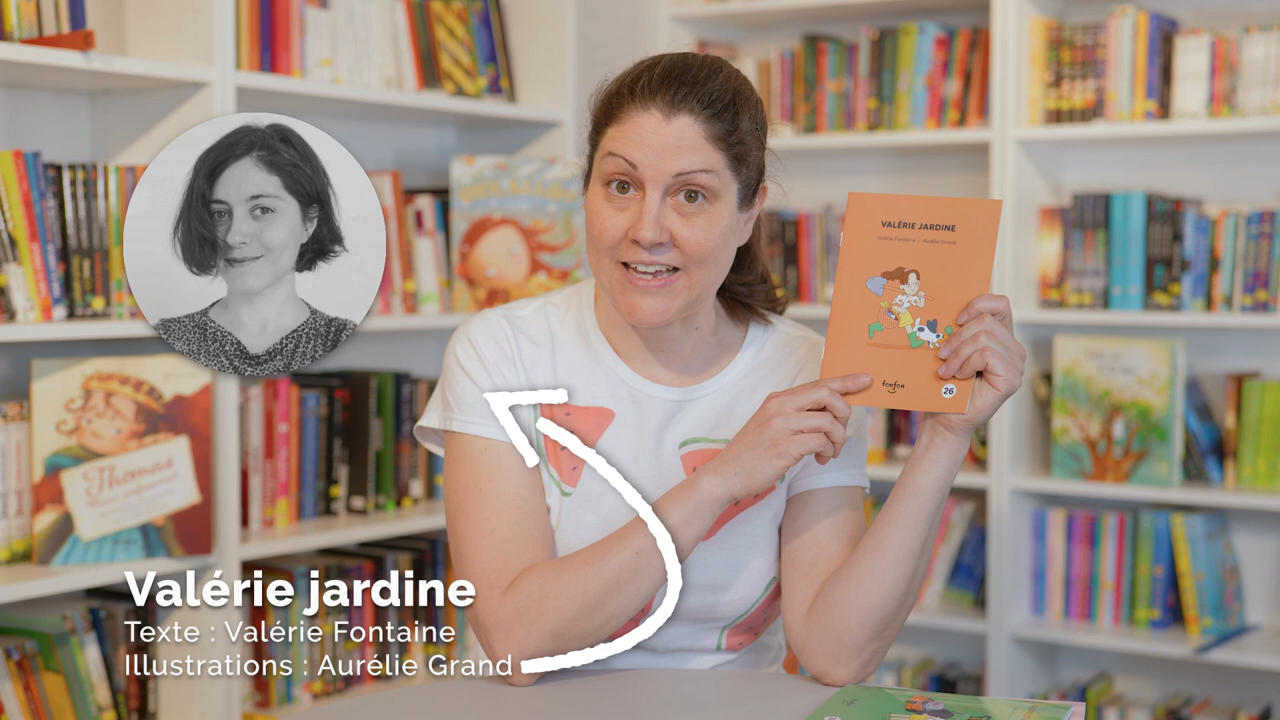 VALÉRIE JARDINE
Valérie Fontaine - Aurélie Grand
fonfon
26
Thomas
Valérie jardine
Texte : Valérie Fontaine
Illustrations : Aurélie Grand